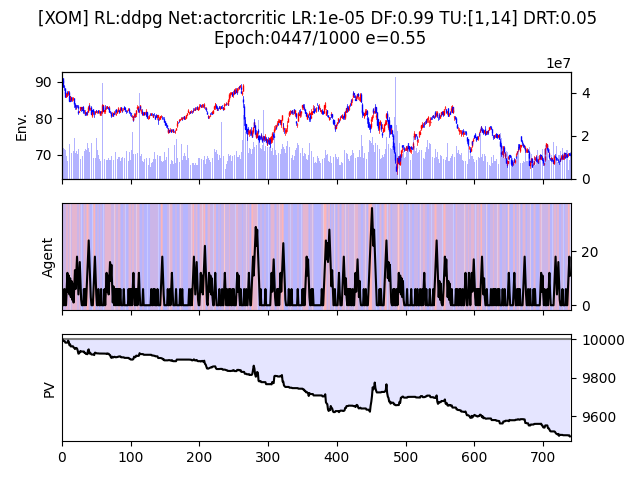 [XOM] RL:ddpg Net:actorcritic LR:1e-05 DF:0.99 TU:[1,14] DRT:0.05
Epoch:0447/1000 e=0.55
1e7
Env.
90
80
70
4
2
0
Agent
20
0
PV
10000
9800
9600
0 100 200 300 400 500 600 700